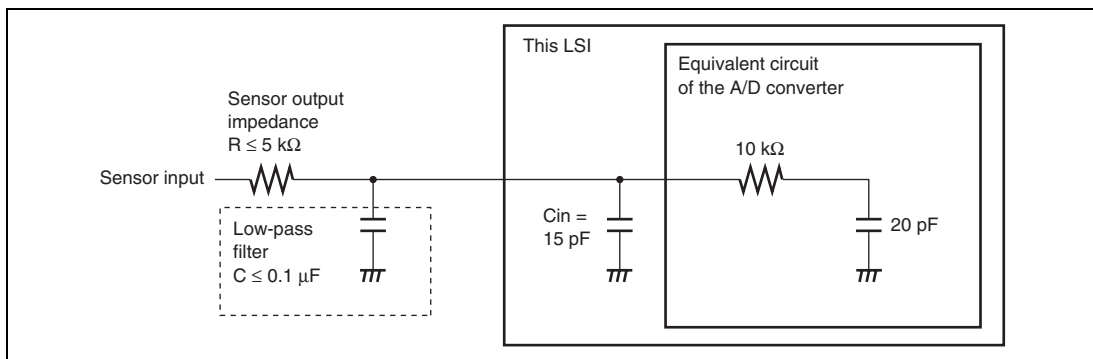 This LSI
Equivalent circuit
of the A/D converter
Sensor output
impedance
R ≤ 5 kΩ
10 kΩ
Sensor input
Low-pass
filter
C ≤ 0.1 μF
Cin =
15 pF
20 pF